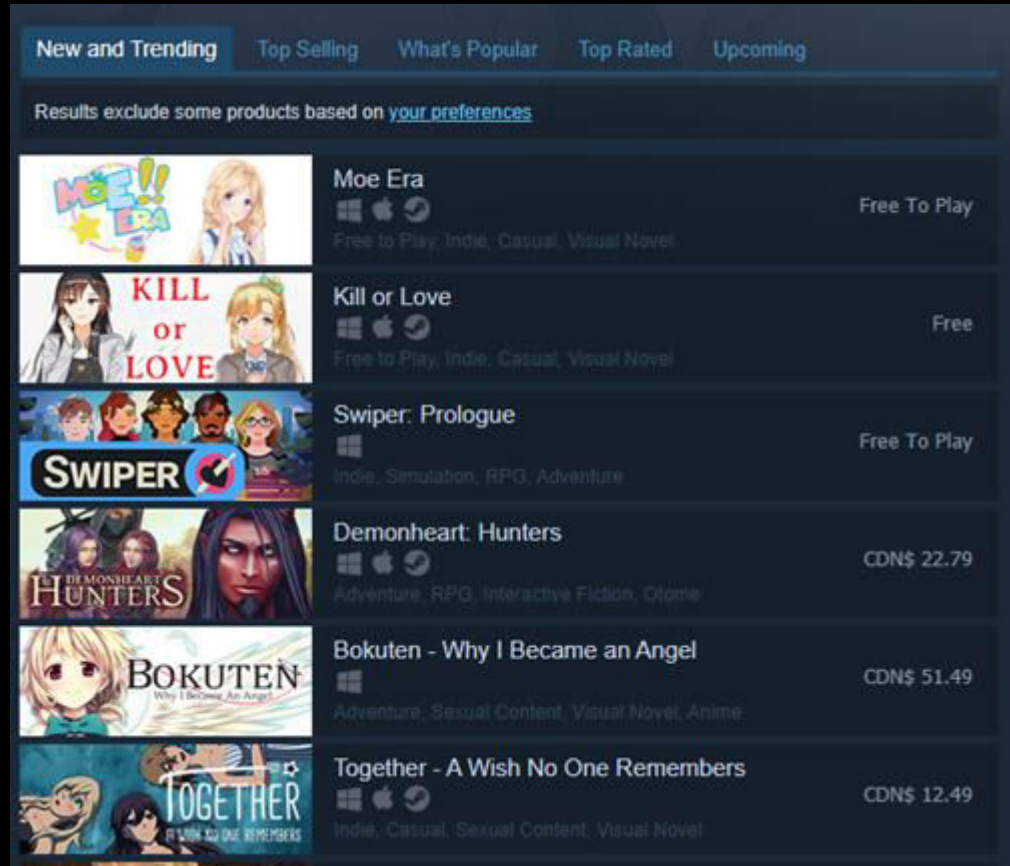 New and Trending Top Selling What's Popular Top Rated Upcoming
Results exclude some products based on your preferences
MOE!!
ERA
Moe Era
Free To Play
Free to Play, Indie, Casual, Visual Novel
KILL
or
LOVE
Kill or Love
Free
Free to Play, Indie, Casual, Visual Novel
SWIPER
Swiper: Prologue
Free To Play
Indie, Simulation, RPG, Adventure
DEMONHEART
HUNTERS
Demonheart: Hunters
CDN$ 22.79
Adventure, RPG, Interactive Fiction, Otome
BOKUTEN
Why I Became An Angel
Bokuten - Why I Became an Angel
CDN$ 51.49
Adventure, Sexual Content, Visual Novel, Anime
TOGETHER
A WISH NO ONE REMEMBERS
Together - A Wish No One Remembers
CDN$ 12.49
Indie, Casual, Sexual Content, Visual Novel